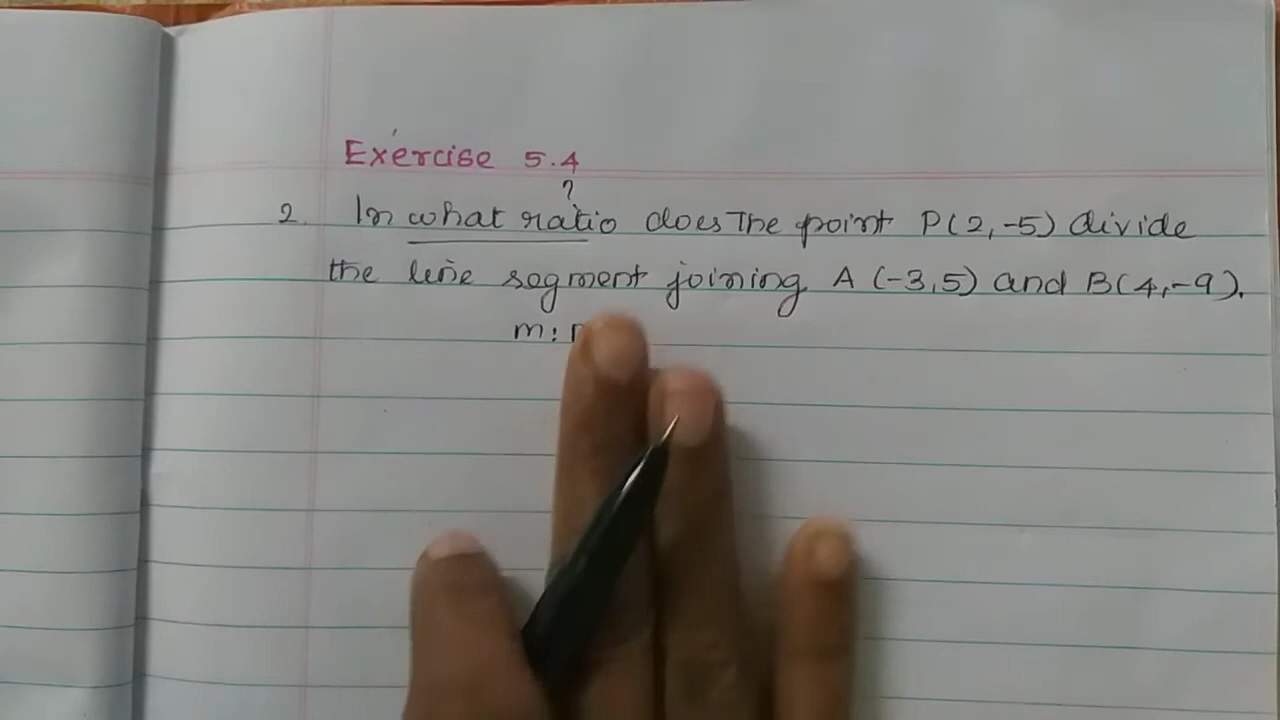 Exercise 5.4
?
2. In what ratio does The point P(2,-5) divide
the line segment joining A (-3,5) and B(4,-9).
m: